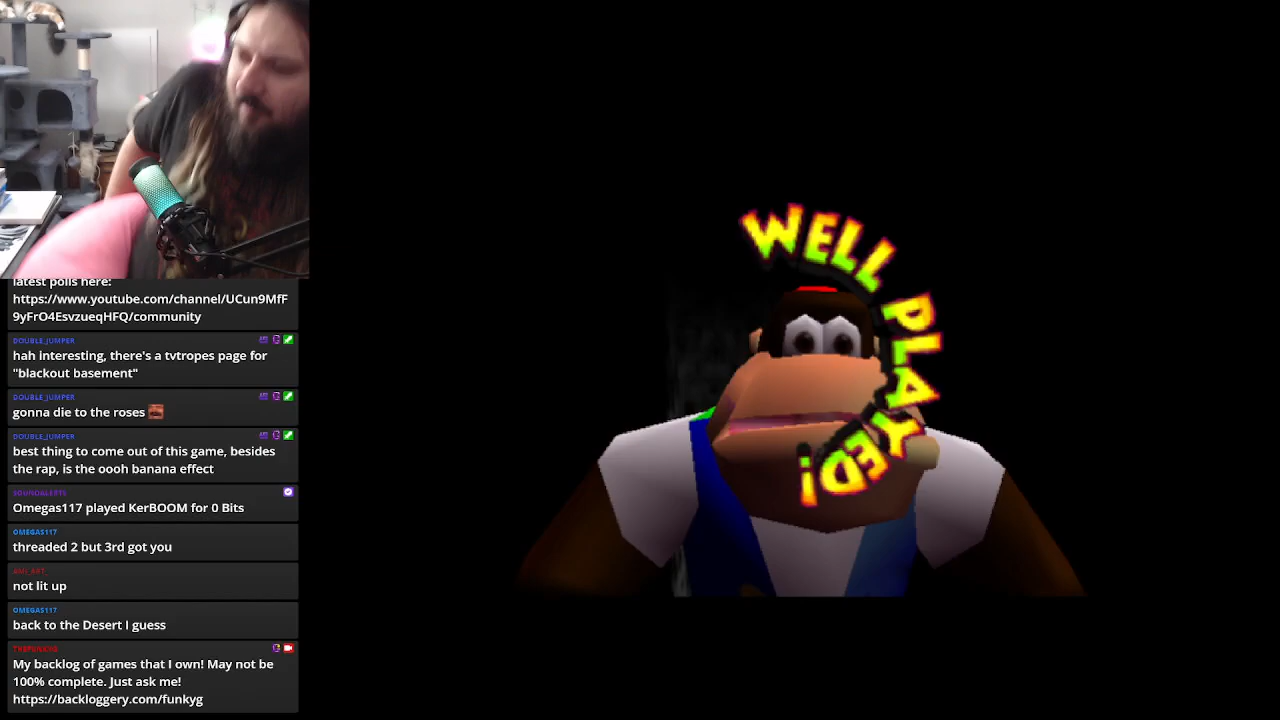 latest polls here:
https://www.youtube.com/channel/UCun9MfF
9yFrO4EsvzueqHFQ/community
DOUBLE_JUMPER
hah interesting, there's a tvtropes page for
"blackout basement"
DOUBLE_JUMPER
gonna die to the roses
DOUBLE_JUMPER
best thing to come out of this game, besides
the rap, is the oooh banana effect
SOUNDALERTS
Omegas117 played KerBOOM for 0 Bits
OMEGAS117
threaded 2 but 3rd got you
not lit up
OMEGAS117
back to the Desert I guess
THEFUNKYG
My backlog of games that I own! May not be
100% complete. Just ask me!
https://backloggery.com/funkyg
WELL PLAYED!